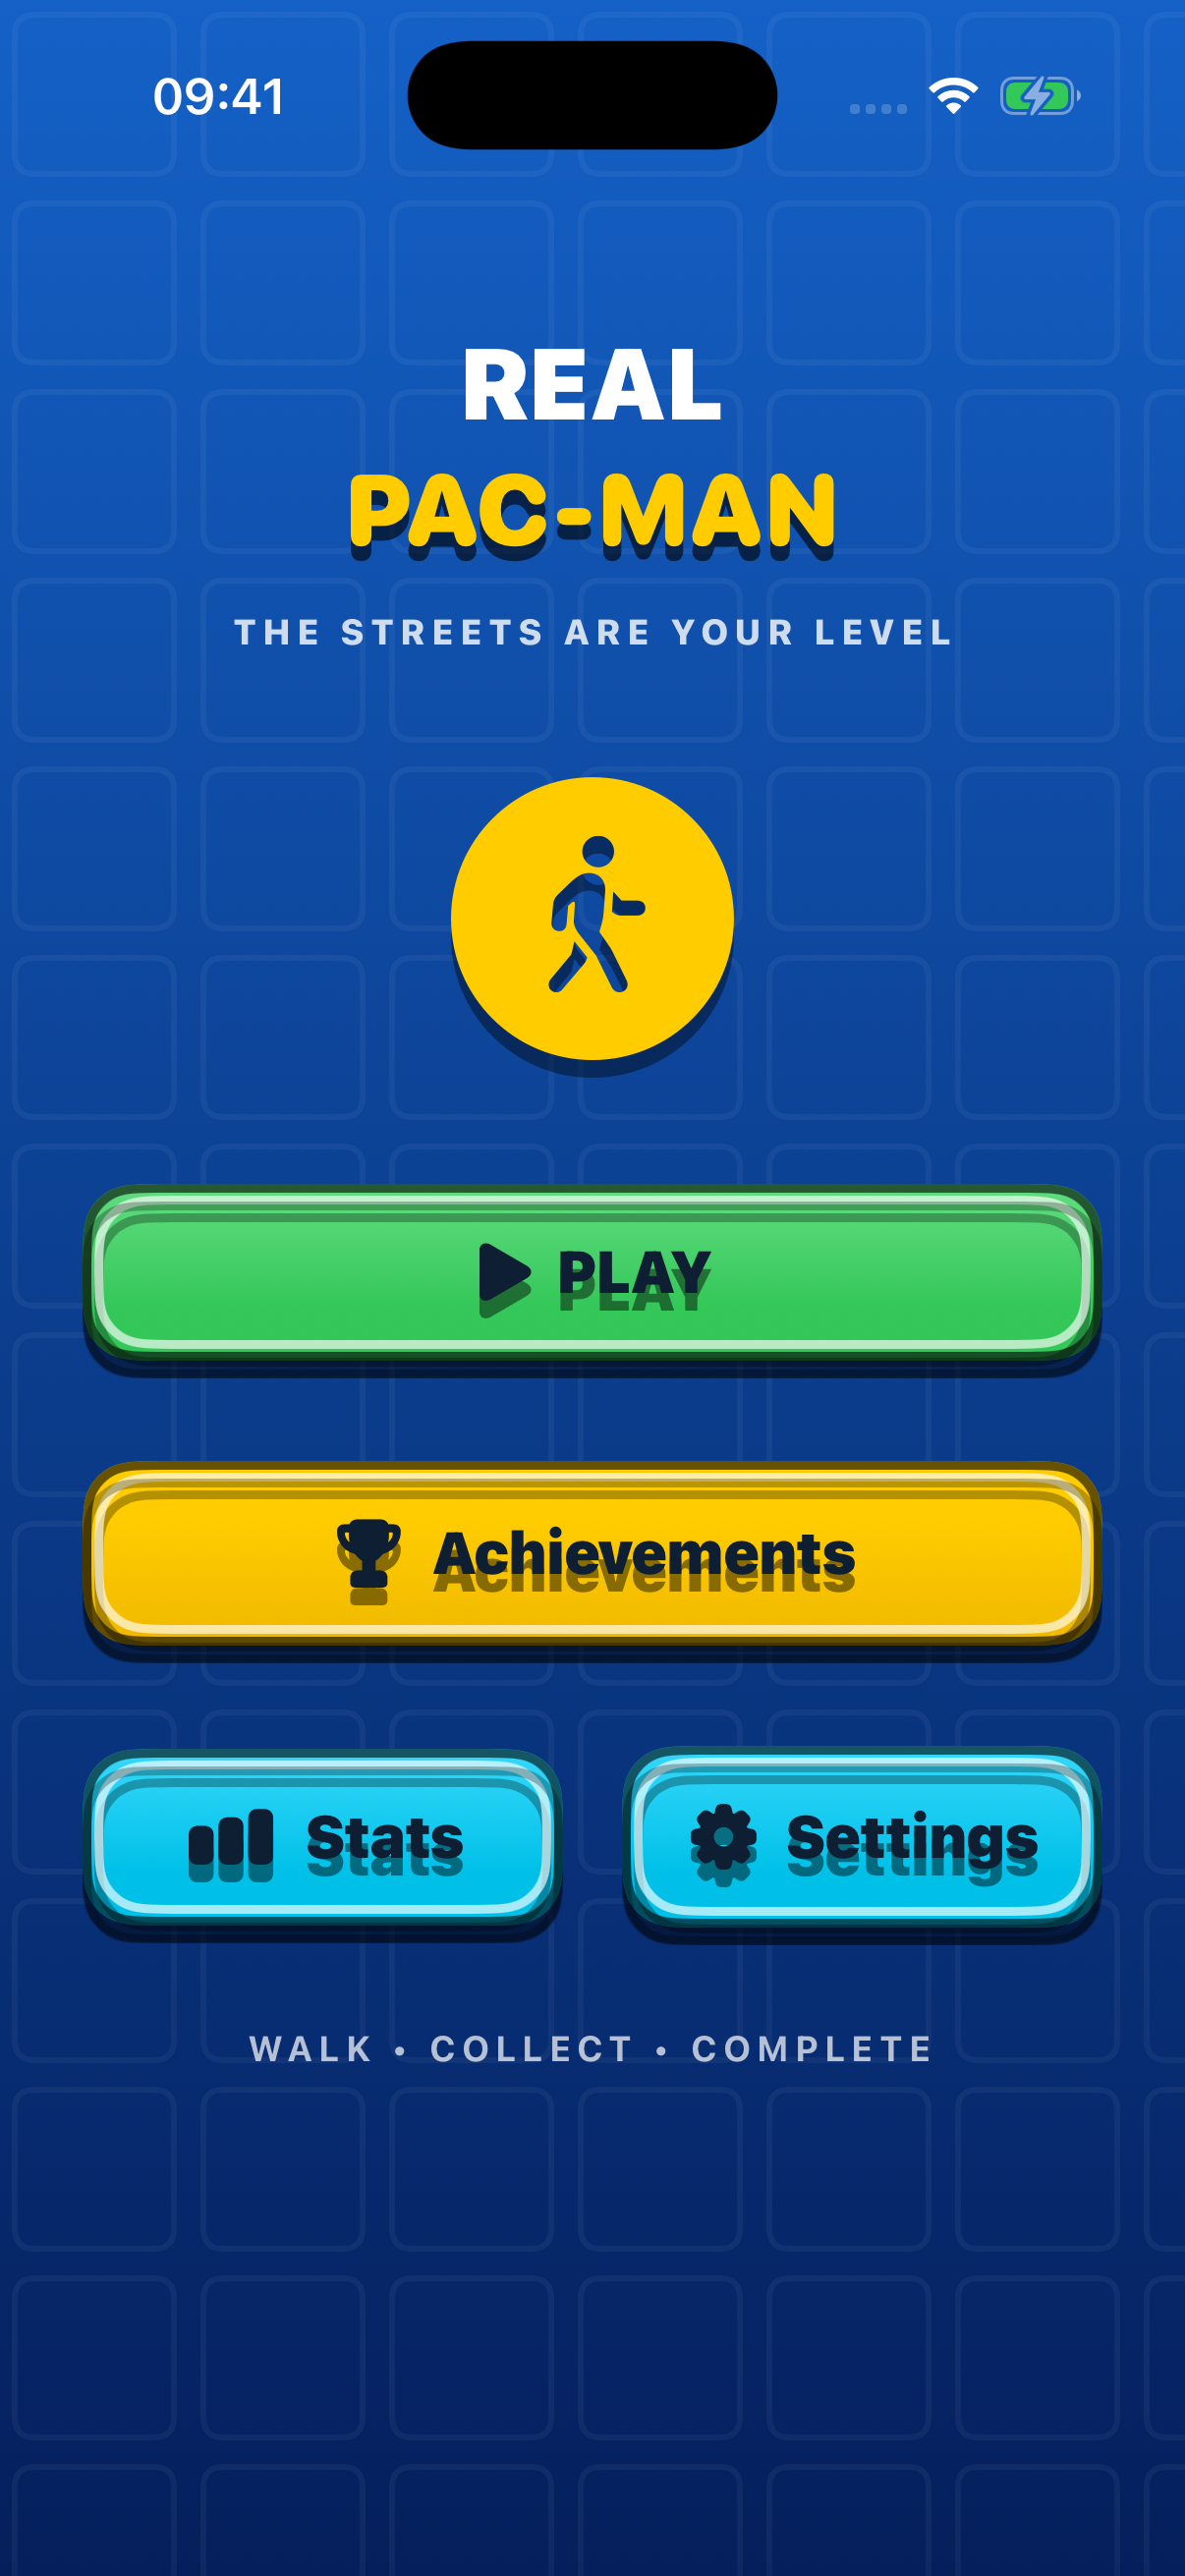 09:41
REAL
PAC-MAN
THE STREETS ARE YOUR LEVEL
PLAY
Achievements
Stats
Settings
WALK • COLLECT • COMPLETE